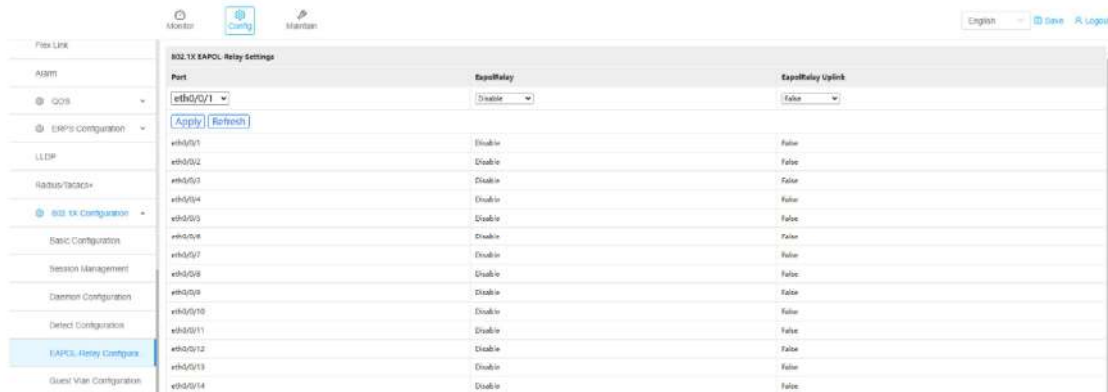 Monitor Config Maintain English Save Logou
Flex Link
802.1X EAPOL-Relay Settings
Alarm
Port EapolRelay EapolRelay Uplink
QOS
eth0/0/1 Disable False
ERPS Configuration
Apply Refresh
eth0/0/1 Disable False
LLDP
eth0/0/2 Disable False
eth0/0/3 Disable False
Radius/Tacacs+
eth0/0/4 Disable False
802.1X Configuration
eth0/0/5 Disable False
eth0/0/6 Disable False
Basic Configuration
eth0/0/7 Disable False
Session Management
eth0/0/8 Disable False
eth0/0/9 Disable False
Daemon Configuration
eth0/0/10 Disable False
Detect Configuration
eth0/0/11 Disable False
eth0/0/12 Disable False
EAPOL-Relay Configura
eth0/0/13 Disable False
Guest Vlan Configuration
eth0/0/14 Disable False